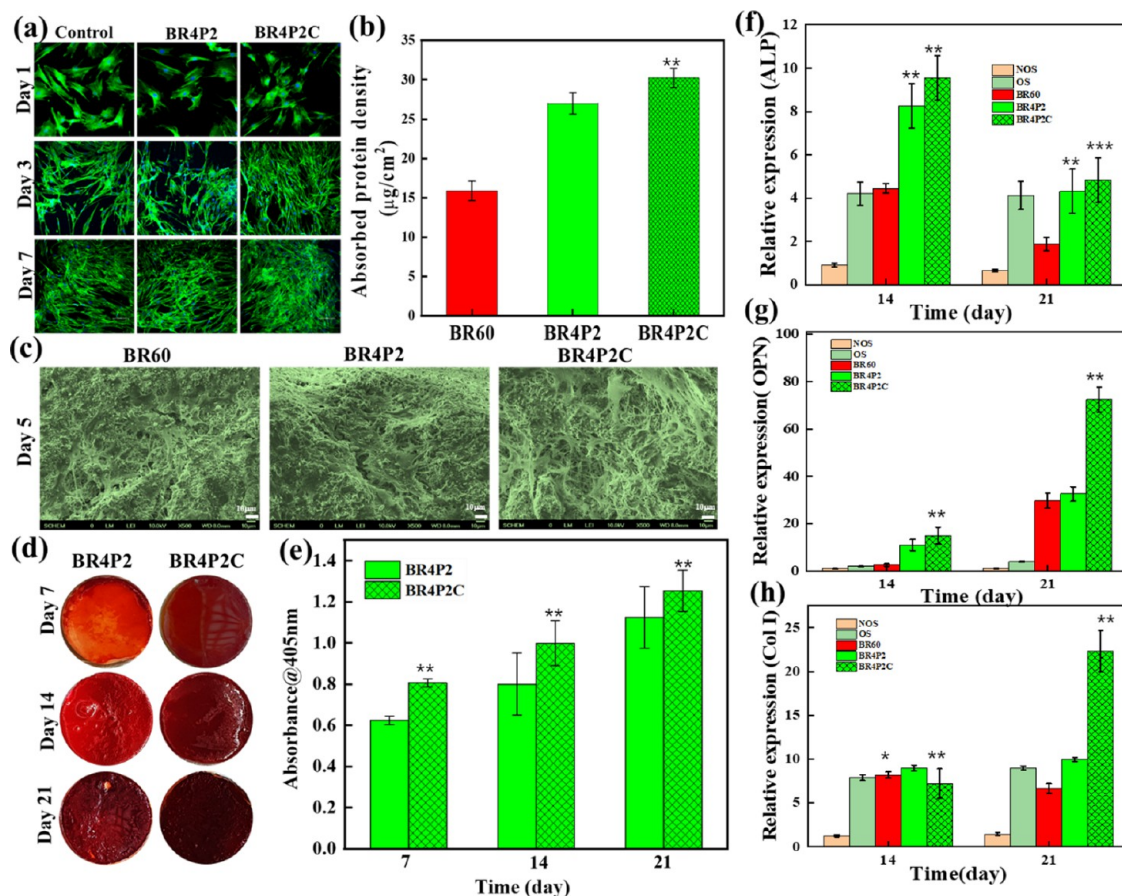 (a)
Control BR4P2 BR4P2C
Day 1
Day 3
Day 7
(b)
Absorbed protein density
(μg/cm²)
35
30
25
20
15
10
5
0
**
BR60 BR4P2 BR4P2C
(c)
BR60 BR4P2 BR4P2C
Day 5
10µm
10µm
10µm
(d)
BR4P2 BR4P2C
Day 7
Day 14
Day 21
(e)
Absorbance@405nm
1.4
1.2
1.0
0.8
0.6
0.4
0.2
0.0
BR4P2
BR4P2C
**
**
**
7 14 21
Time (day)
(f)
Relative expression (ALP)
12
10
8
6
4
2
0
NOS
OS
BR60
BR4P2
BR4P2C
**
**
**
***
14 21
Time (day)
(g)
Relative expression( OPN)
100
80
60
40
20
0
NOS
OS
BR60
BR4P2
BR4P2C
**
**
14 21
Time (day)
(h)
Relative expression (Col I)
25
20
15
10
5
0
NOS
OS
BR60
BR4P2
BR4P2C
*
**
**
14 21
Time(day)